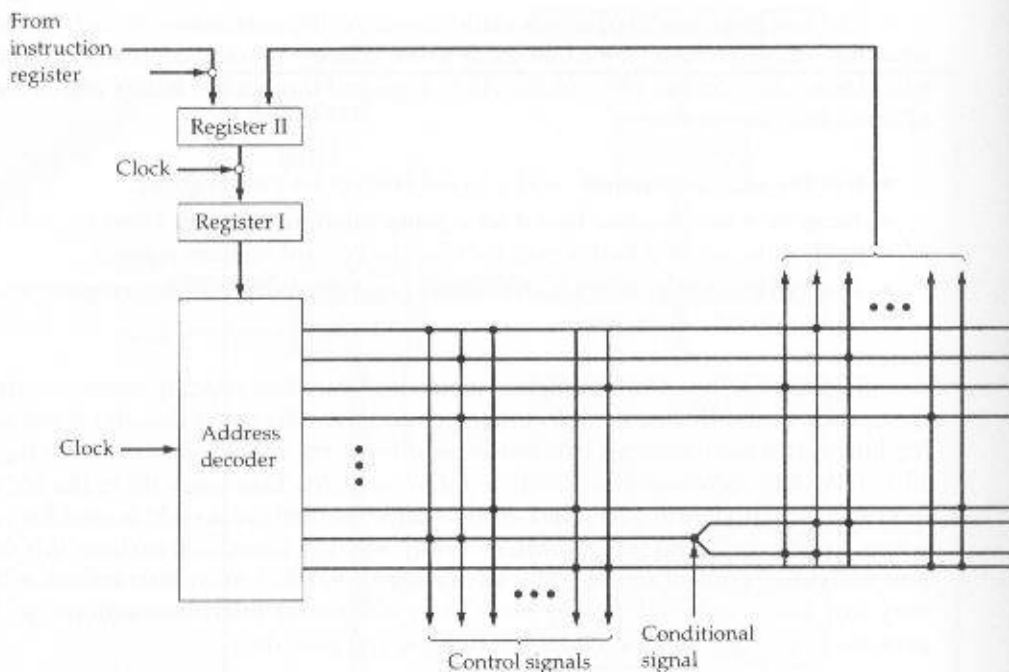 From
instruction
register
Register II
Clock
Register I
Clock
Address
decoder
Control signals
Conditional
signal